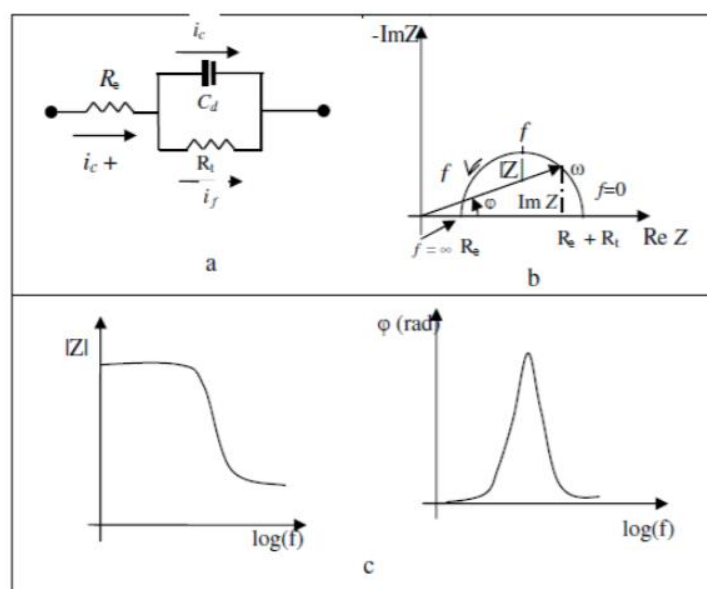 i_c
R_e
C_d
i_c +
R_t
i_f
a
-ImZ
f
f
|Z|
ω
φ
Im Z
f=0
f = ∞
R_e
R_e + R_t
Re Z
b
|Z|
log(f)
φ (rad)
log(f)
c